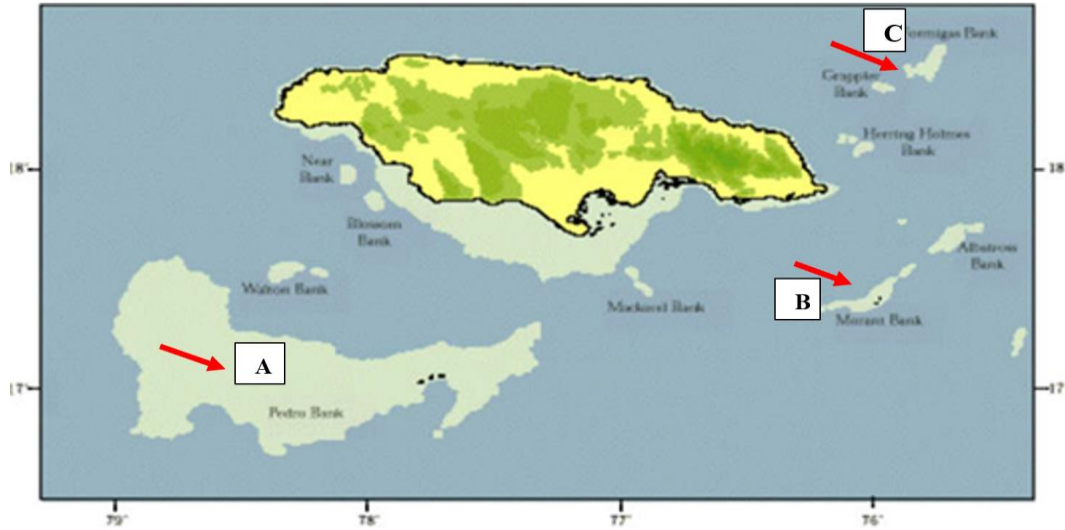 C
oemigas Bank
Grappler
Bank
Herring Holmes
Bank
Near
Bank
18°
18
Blossom
Bank
Albatross
Bank
Walton Bank
Mackerel Bank
B
Morant Bank
A
17°
17
Pedro Bank
79°
78°
77°
76°